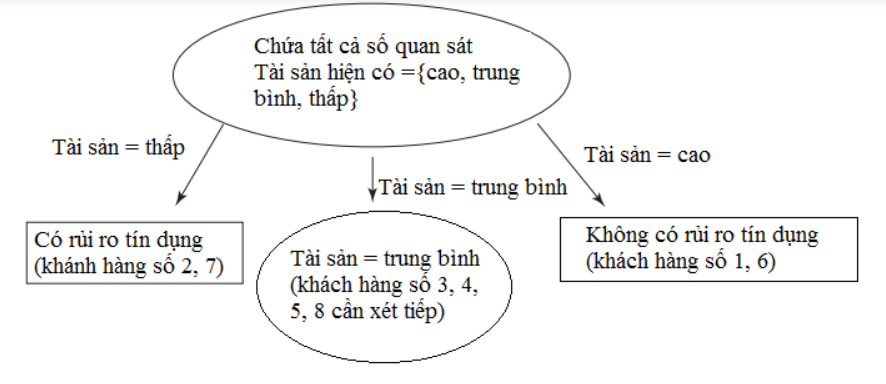 Chứa tất cả số quan sát
Tài sản hiện có ={cao, trung
bình, thấp}
Tài sản = thấp
Tài sản = trung bình
Tài sản = cao
Có rủi ro tín dụng
(khánh hàng số 2, 7)
Tài sản = trung bình
(khách hàng số 3, 4,
5, 8 cần xét tiếp)
Không có rủi ro tín dụng
(khách hàng số 1, 6)